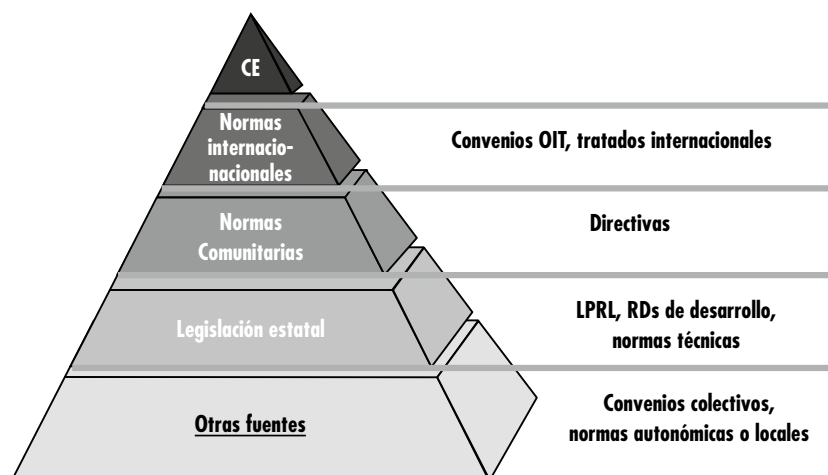 CE
Normas
internacio-
nacionales
Convenios OIT, tratados internacionales
Normas
Comunitarias
Directivas
Legislación estatal
LPRL, RDs de desarrollo,
normas técnicas
Otras fuentes
Convenios colectivos,
normas autonómicas o locales